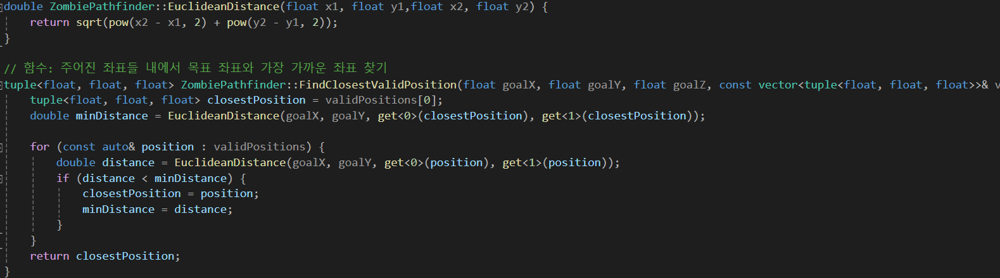 double ZombiePathfinder::EuclideanDistance(float x1, float y1,float x2, float y2) {
    return sqrt(pow(x2 - x1, 2) + pow(y2 - y1, 2));
}
// 함수: 주어진 좌표들 내에서 목표 좌표와 가장 가까운 좌표 찾기
tuple<float, float, float> ZombiePathfinder::FindClosestValidPosition(float goalX, float goalY, float goalZ, const vector<tuple<float, float, float>>& v
    tuple<float, float, float> closestPosition = validPositions[0];
    double minDistance = EuclideanDistance(goalX, goalY, get<0>(closestPosition), get<1>(closestPosition));
    for (const auto& position : validPositions) {
        double distance = EuclideanDistance(goalX, goalY, get<0>(position), get<1>(position));
        if (distance < minDistance) {
            closestPosition = position;
            minDistance = distance;
        }
    }
    return closestPosition;
}